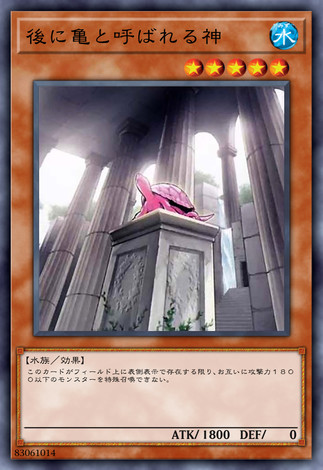 後に亀と呼ばれる神
水
【水族／効果】
このカードがフィールド上に表側表示で存在する限り、お互いに攻撃力１８０
０以下のモンスターを特殊召喚できない。
ATK/ 1800 DEF/ 0
83061014